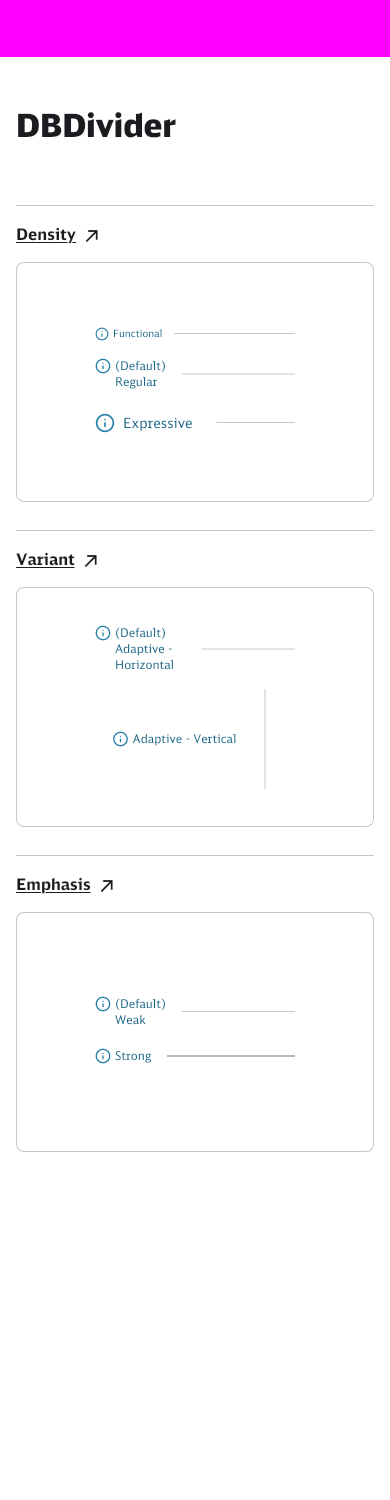 DBDivider
Density
Functional
(Default)
Regular
Expressive
Variant
(Default)
Adaptive -
Horizontal
Adaptive - Vertical
Emphasis
(Default)
Weak
Strong